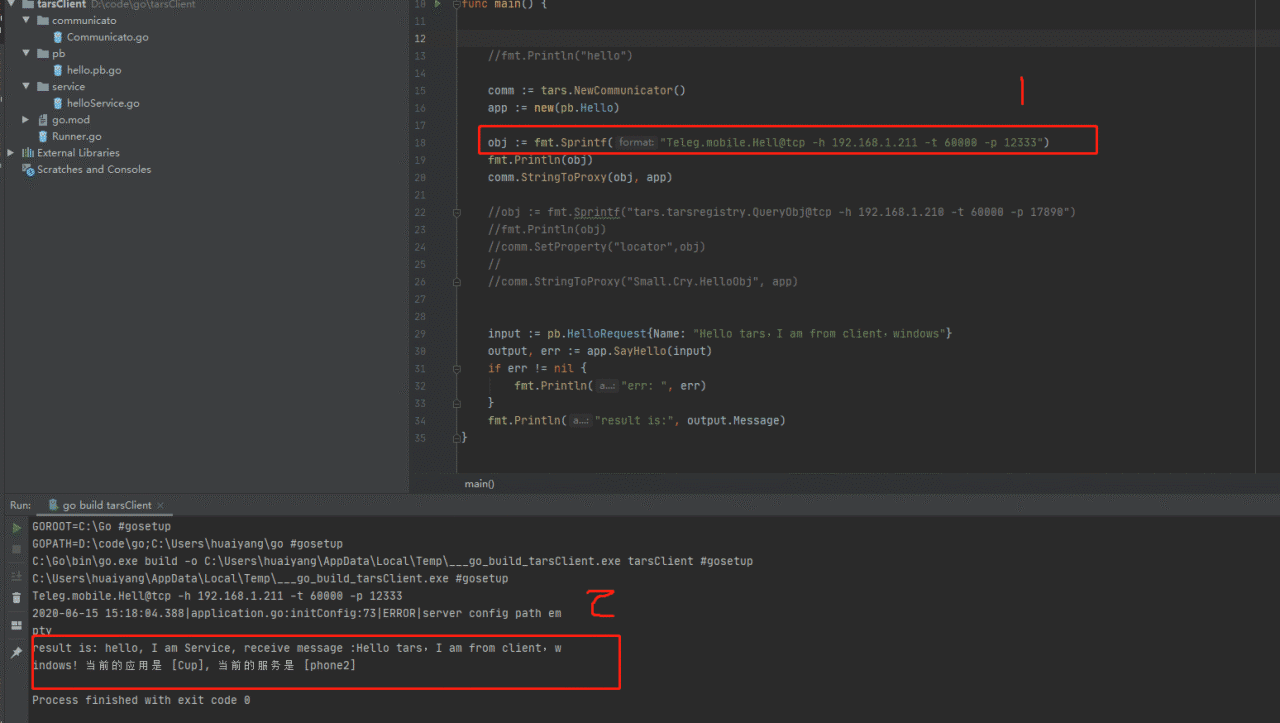 tarsClient D:\code\go\tarsClient
communicato
Communicato.go
pb
hello.pb.go
service
helloService.go
go.mod
Runner.go
External Libraries
Scratches and Consoles
10 func main() {
11
12
13 //fmt.Println("hello")
14
15 comm := tars.NewCommunicator()
16 app := new(pb.Hello)
17
18 obj := fmt.Sprintf( format: "Teleg.mobile.Hell@tcp -h 192.168.1.211 -t 60000 -p 12333")
19 fmt.Println(obj)
20 comm.StringToProxy(obj, app)
21
22 //obj := fmt.Sprintf("tars.tarsregistry.QueryObj@tcp -h 192.168.1.210 -t 60000 -p 17890")
23 //fmt.Println(obj)
24 //comm.SetProperty("locator",obj)
25 //
26 //comm.StringToProxy("Small.Cry.HelloObj", app)
27
28
29 input := pb.HelloRequest{Name: "Hello tars，I am from client，windows"}
30 output, err := app.SayHello(input)
31 if err != nil {
32 fmt.Println( a...: "err: ", err)
33 }
34 fmt.Println( a...: "result is:", output.Message)
35 }
main()
Run: go build tarsClient ×
GOROOT=C:\Go #gosetup
GOPATH=D:\code\go;C:\Users\huaiyang\go #gosetup
C:\Go\bin\go.exe build -o C:\Users\huaiyang\AppData\Local\Temp\___go_build_tarsClient.exe tarsClient #gosetup
C:\Users\huaiyang\AppData\Local\Temp\___go_build_tarsClient.exe #gosetup
Teleg.mobile.Hell@tcp -h 192.168.1.211 -t 60000 -p 12333
2020-06-15 15:18:04.388|application.go:initConfig:73|ERROR|server config path em
pty
result is: hello, I am Service, receive message :Hello tars，I am from client，w
indows! 当前的应用是 [Cup], 当前的服务是 [phone2]
Process finished with exit code 0